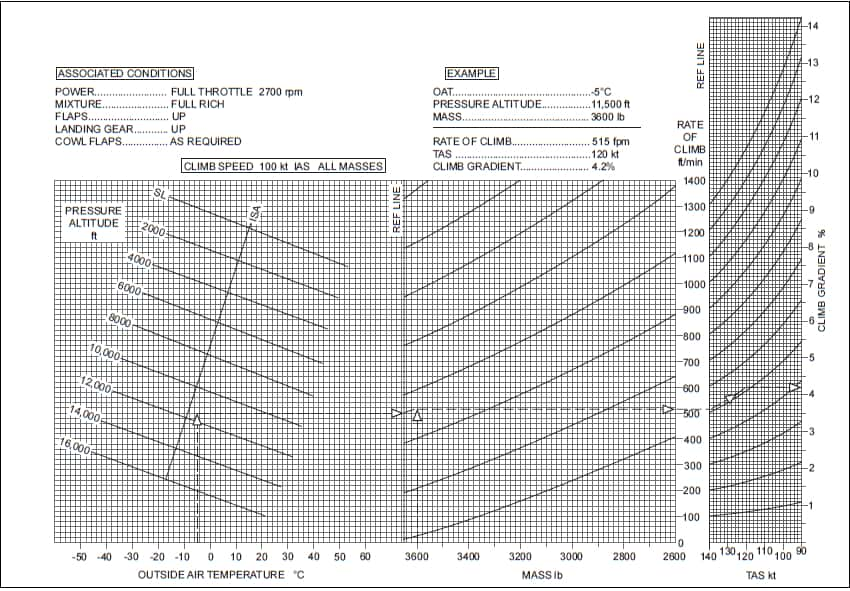 ASSOCIATED CONDITIONS
POWER........................ FULL THROTTLE 2700 rpm
MIXTURE...................... FULL RICH
FLAPS............................ UP
LANDING GEAR........... UP
COWL FLAPS............... AS REQUIRED
EXAMPLE
OAT..............................................-5°C
PRESSURE ALTITUDE................11,500 ft
MASS.......................................... 3600 lb
RATE OF CLIMB.......................... 515 fpm
TAS .............................................120 kt
CLIMB GRADIENT....................... 4.2%
CLIMB SPEED 100 kt IAS ALL MASSES
PRESSURE
ALTITUDE
ft
SL
2000
4000
6000
8000
10,000
12,000
14,000
16,000
ISA
REF LINE
REF LINE
RATE
OF
CLIMB
ft/min
1400
1300
1200
1100
1000
900
800
700
600
500
400
300
200
100
0
14
13
12
11
10
9
8
7
6
5
4
3
2
1
CLIMB GRADIENT %
-50 -40 -30 -20 -10 0 10 20 30 40 50 60
3600 3400 3200 3000 2800 2600
140 130 120 110 100 90
OUTSIDE AIR TEMPERATURE °C
MASS lb
TAS kt